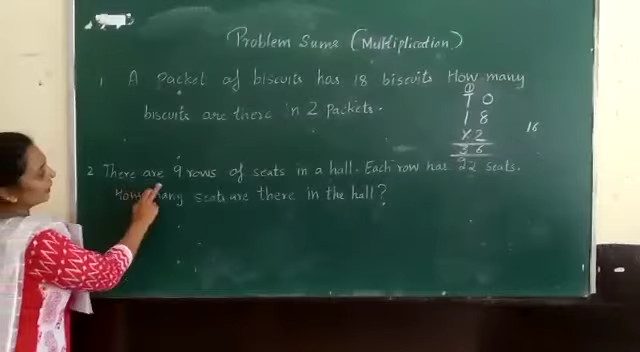 Problem Sums (Multiplication)
1 A packet of biscuits has 18 biscuits How many
biscuits are there in 2 packets.
1
T O
1 8
× 2
3 6
16
2 There are 9 rows of seats in a hall. Each row has 22 seats.
How many seats are there in the hall?